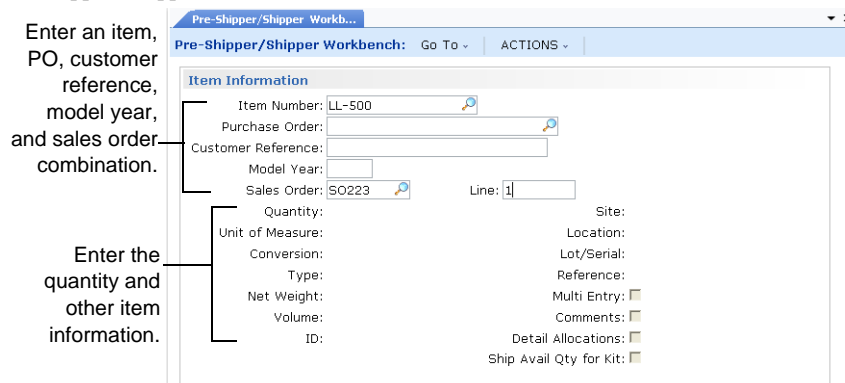 Pre-Shipper/Shipper Workb...
Pre-Shipper/Shipper Workbench: Go To ACTIONS
Enter an item,
PO, customer
reference,
model year,
and sales order
combination.
Item Information
Item Number: LL-500
Purchase Order:
Customer Reference:
Model Year:
Sales Order: SO223 Line: 1
Enter the
quantity and
other item
information.
Quantity: Site:
Unit of Measure: Location:
Conversion: Lot/Serial:
Type: Reference:
Net Weight: Multi Entry:
Volume: Comments:
ID: Detail Allocations:
Ship Avail Qty for Kit: